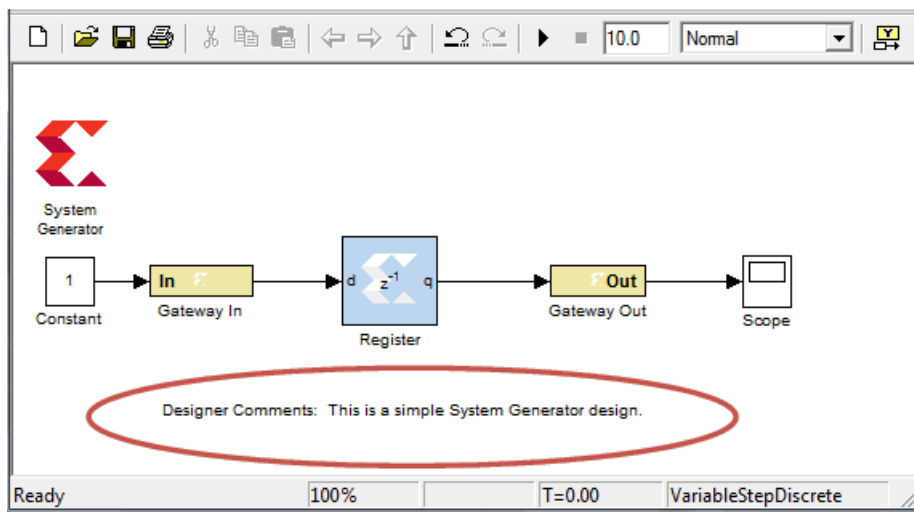 10.0 Normal Y
System
Generator
1 In d z-1 q Out
Constant Gateway In Register Gateway Out Scope
Designer Comments: This is a simple System Generator design.
Ready 100% T=0.00 VariableStepDiscrete